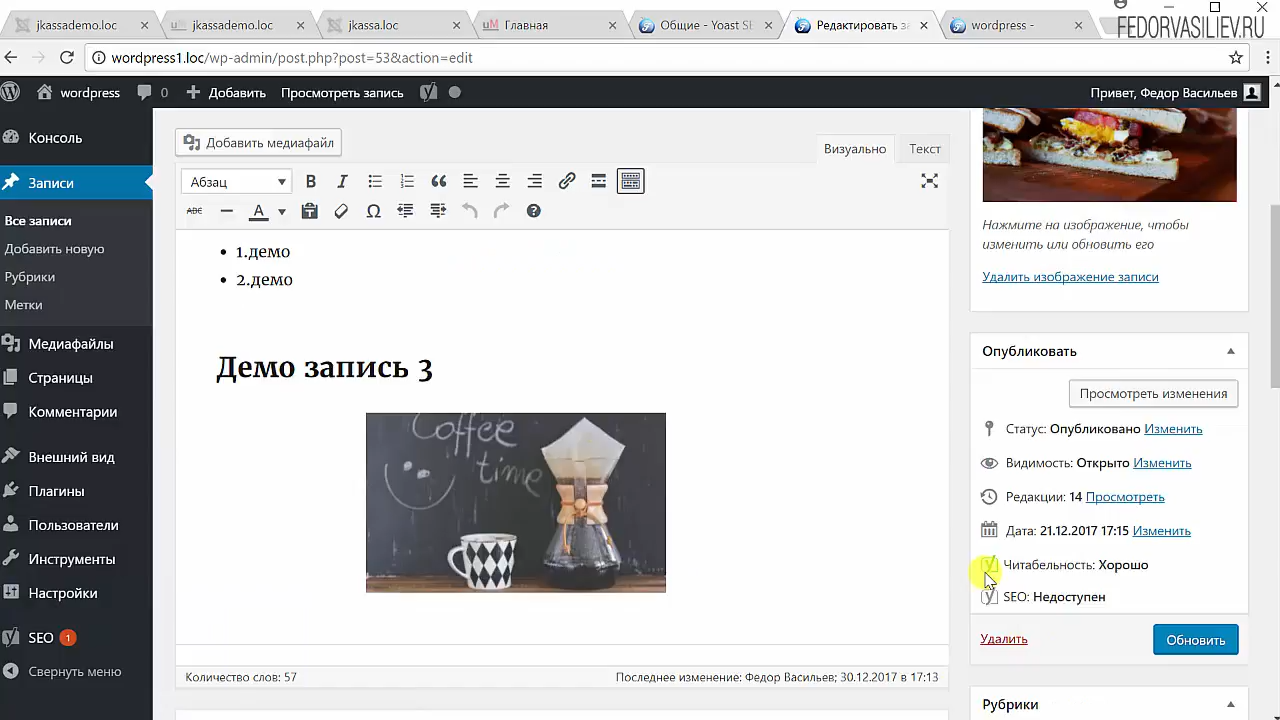 jkassademo.loc
jkassademo.loc
jkassa.loc
Главная
Общие - Yoast SE
Редактировать за
wordpress -
FEDORVASILIEV.RU
wordpress1.loc/wp-admin/post.php?post=53&action=edit
wordpress
0
Добавить
Просмотреть запись
Привет, Федор Васильев
Консоль
Записи
Все записи
Добавить новую
Рубрики
Метки
Медиафайлы
Страницы
Комментарии
Внешний вид
Плагины
Пользователи
Инструменты
Настройки
SEO 1
Свернуть меню
Добавить медиафайл
Визуально
Текст
Абзац
B I
ABC
A
1.демо
2.демо
Демо запись 3
Coffee
time
Количество слов: 57
Последнее изменение: Федор Васильев; 30.12.2017 в 17:13
Нажмите на изображение, чтобы
изменить или обновить его
Удалить изображение записи
Опубликовать
Просмотреть изменения
Статус: Опубликовано Изменить
Видимость: Открыто Изменить
Редакции: 14 Просмотреть
Дата: 21.12.2017 17:15 Изменить
Читабельность: Хорошо
SEO: Недоступен
Удалить
Обновить
Рубрики